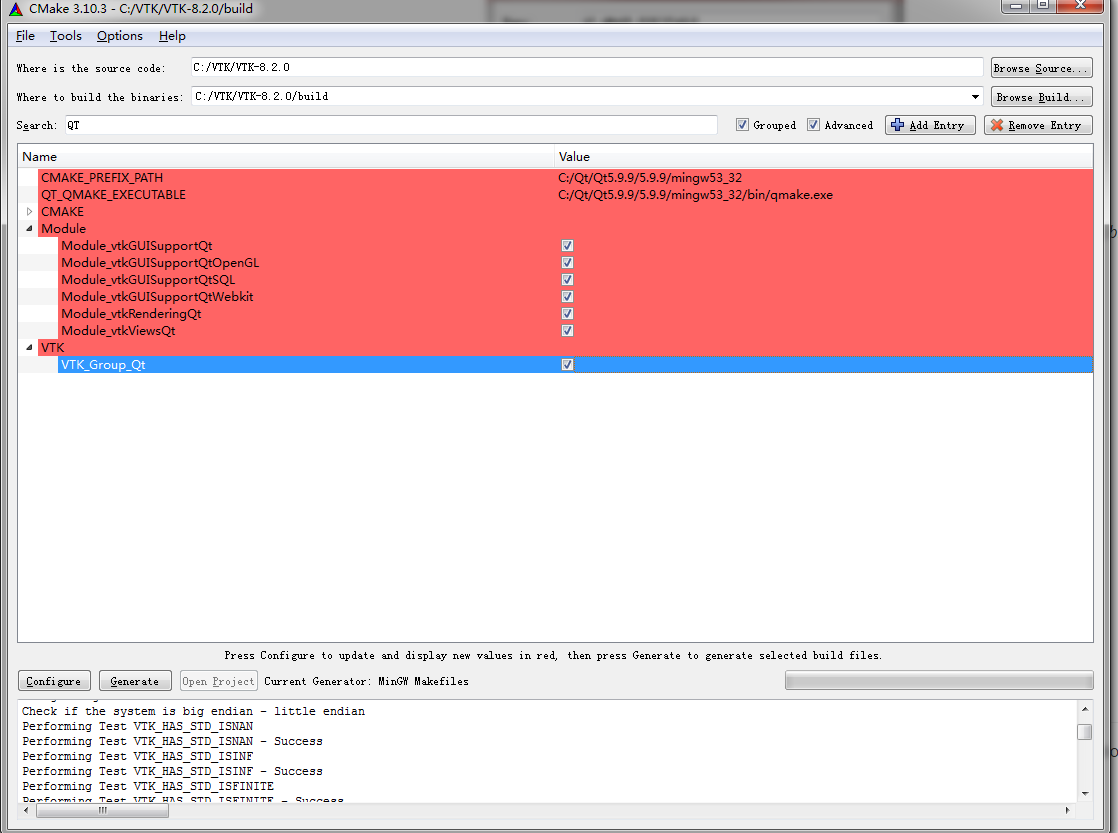 CMake 3.10.3 - C:/VTK/VTK-8.2.0/build
File Tools Options Help
Where is the source code: C:/VTK/VTK-8.2.0 Browse Source...
Where to build the binaries: C:/VTK/VTK-8.2.0/build Browse Build...
Search: QT Grouped Advanced Add Entry Remove Entry
Name Value
CMAKE_PREFIX_PATH C:/Qt/Qt5.9.9/5.9.9/mingw53_32
QT_QMAKE_EXECUTABLE C:/Qt/Qt5.9.9/5.9.9/mingw53_32/bin/qmake.exe
CMAKE
Module
Module_vtkGUISupportQt
Module_vtkGUISupportQtOpenGL
Module_vtkGUISupportQtSQL
Module_vtkGUISupportQtWebkit
Module_vtkRenderingQt
Module_vtkViewsQt
VTK
VTK_Group_Qt
Press Configure to update and display new values in red, then press Generate to generate selected build files.
Configure Generate Open Project Current Generator: MinGW Makefiles
Check if the system is big endian - little endian
Performing Test VTK_HAS_STD_ISNAN
Performing Test VTK_HAS_STD_ISNAN - Success
Performing Test VTK_HAS_STD_ISINF
Performing Test VTK_HAS_STD_ISINF - Success
Performing Test VTK_HAS_STD_ISFINITE
Performing Test VTK_HAS_STD_ISFINITE - Success